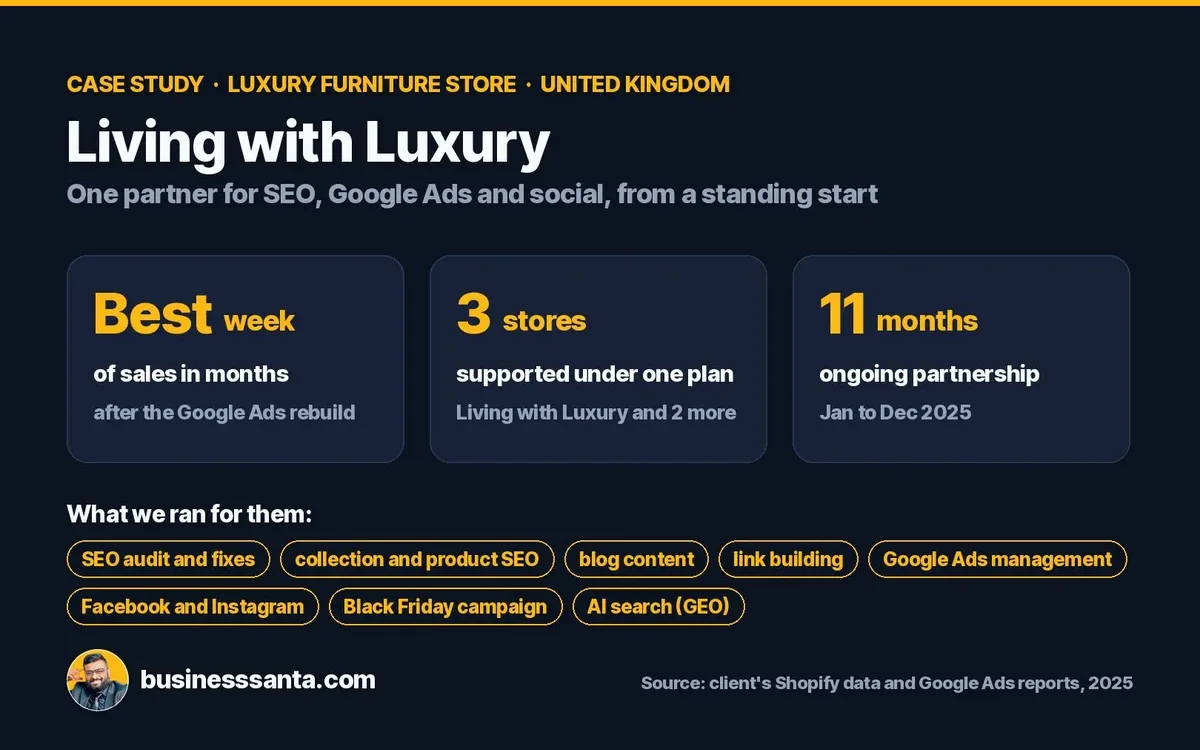 CASE STUDY · LUXURY FURNITURE STORE · UNITED KINGDOM
Living with Luxury
One partner for SEO, Google Ads and social, from a standing start
Best week
of sales in months
after the Google Ads rebuild
3 stores
supported under one plan
Living with Luxury and 2 more
11 months
ongoing partnership
Jan to Dec 2025
What we ran for them:
SEO audit and fixes
collection and product SEO
blog content
link building
Google Ads management
Facebook and Instagram
Black Friday campaign
AI search (GEO)
businesssanta.com
Source: client's Shopify data and Google Ads reports, 2025